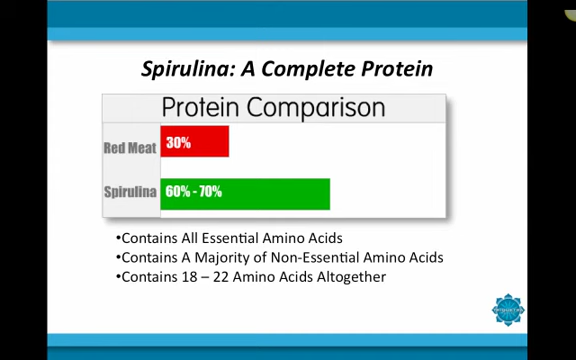 Spirulina: A Complete Protein
Protein Comparison
Red Meat 30%
Spirulina 60% - 70%
•Contains All Essential Amino Acids
•Contains A Majority of Non-Essential Amino Acids
•Contains 18 – 22 Amino Acids Altogether